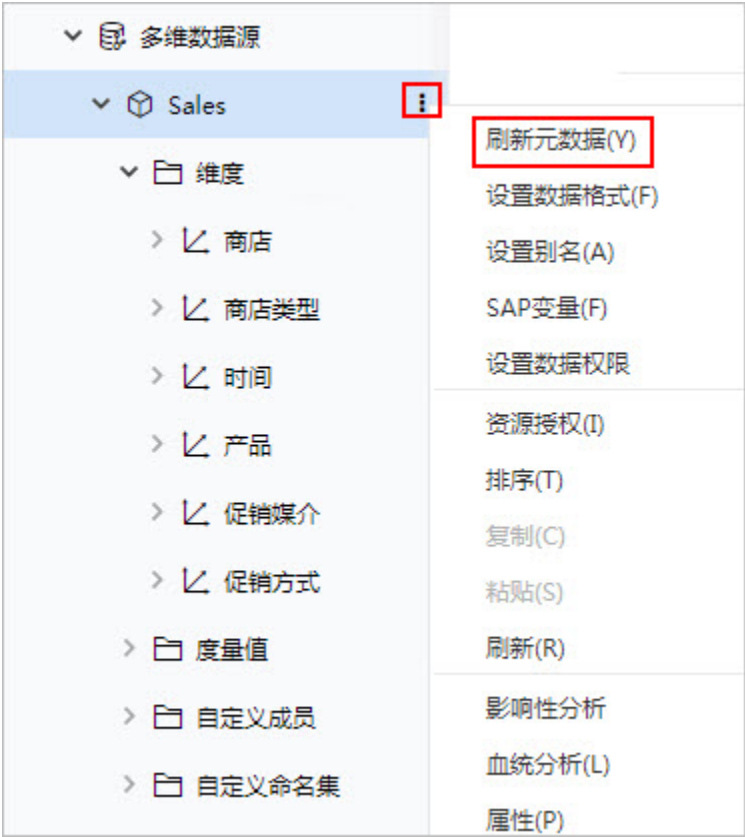 多维数据源
Sales
维度
商店
商店类型
时间
产品
促销媒介
促销方式
度量值
自定义成员
自定义命名集
刷新元数据(Y)
设置数据格式(F)
设置别名(A)
SAP变量(F)
设置数据权限
资源授权(I)
排序(T)
复制(C)
粘贴(S)
刷新(R)
影响性分析
血统分析(L)
属性(P)